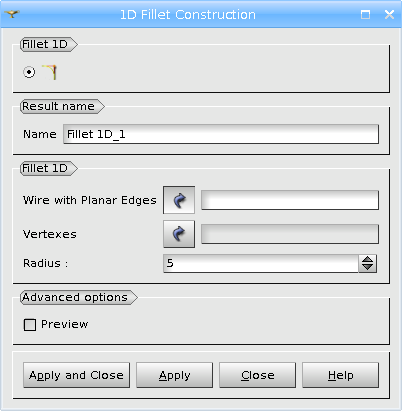 1D Fillet Construction
Fillet 1D
Result name
Name Fillet 1D_1
Fillet 1D
Wire with Planar Edges
Vertexes
Radius : 5
Advanced options
Preview
Apply and Close Apply Close Help